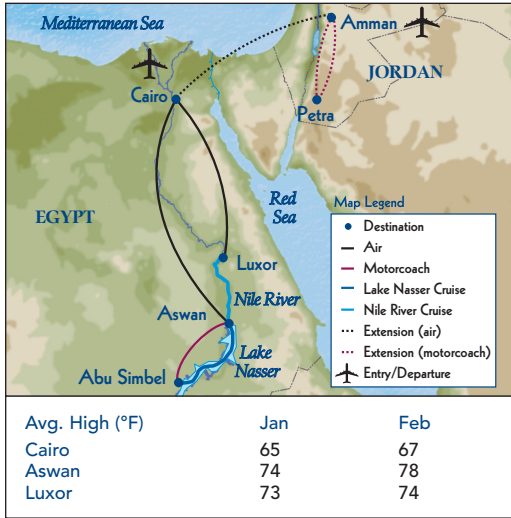 Mediterranean Sea
Amman
JORDAN
Cairo
Petra
Red
Sea
EGYPT
Luxor
Nile River
Aswan
Lake
Nasser
Abu Simbel
Map Legend
Destination
Air
Motorcoach
Lake Nasser Cruise
Nile River Cruise
Extension (air)
Extension (motorcoach)
Entry/Departure
Avg. High (°F) Jan Feb
Cairo 65 67
Aswan 74 78
Luxor 73 74